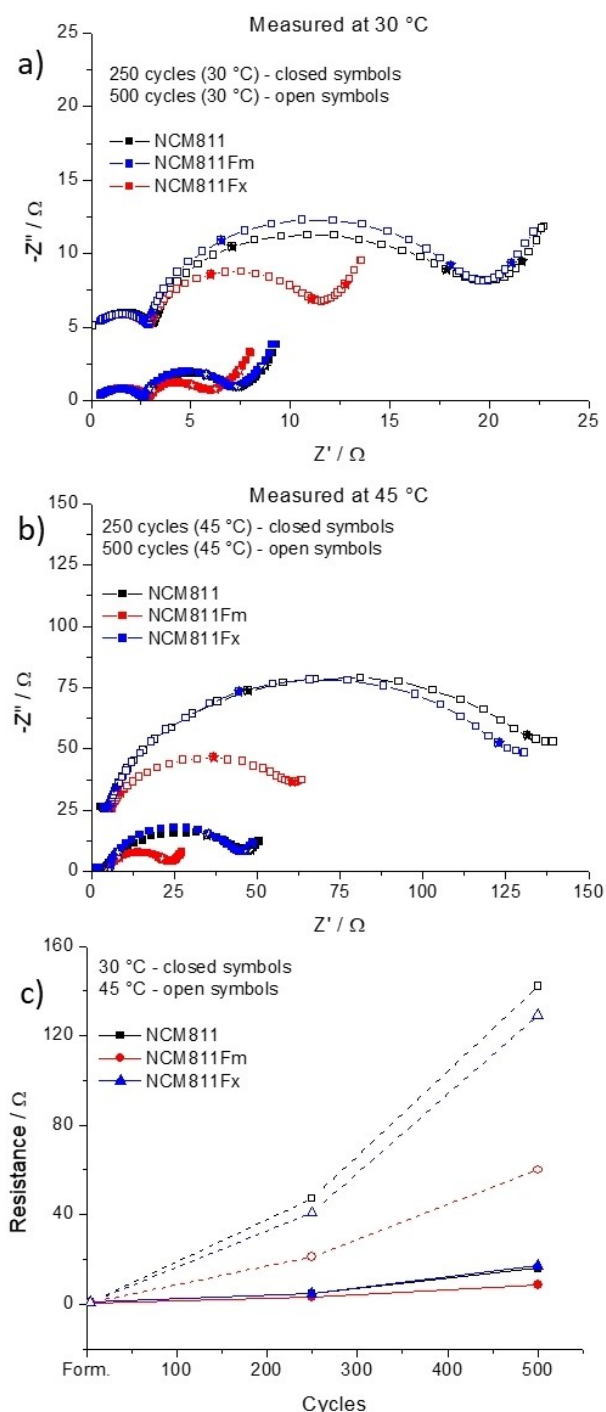 Measured at 30 °C
a)
250 cycles (30 °C) - closed symbols
500 cycles (30 °C) - open symbols
NCM811
NCM811Fm
NCM811Fx
25
20
15
10
5
0
-Z" / Ω
0 5 10 15 20 25
Z' / Ω
Measured at 45 °C
b)
250 cycles (45 °C) - closed symbols
500 cycles (45 °C) - open symbols
NCM811
NCM811Fm
NCM811Fx
150
125
100
75
50
25
0
-Z" / Ω
0 25 50 75 100 125 150
Z' / Ω
c)
30 °C - closed symbols
45 °C - open symbols
NCM811
NCM811Fm
NCM811Fx
160
120
80
40
0
Resistance / Ω
Form. 100 200 300 400 500
Cycles